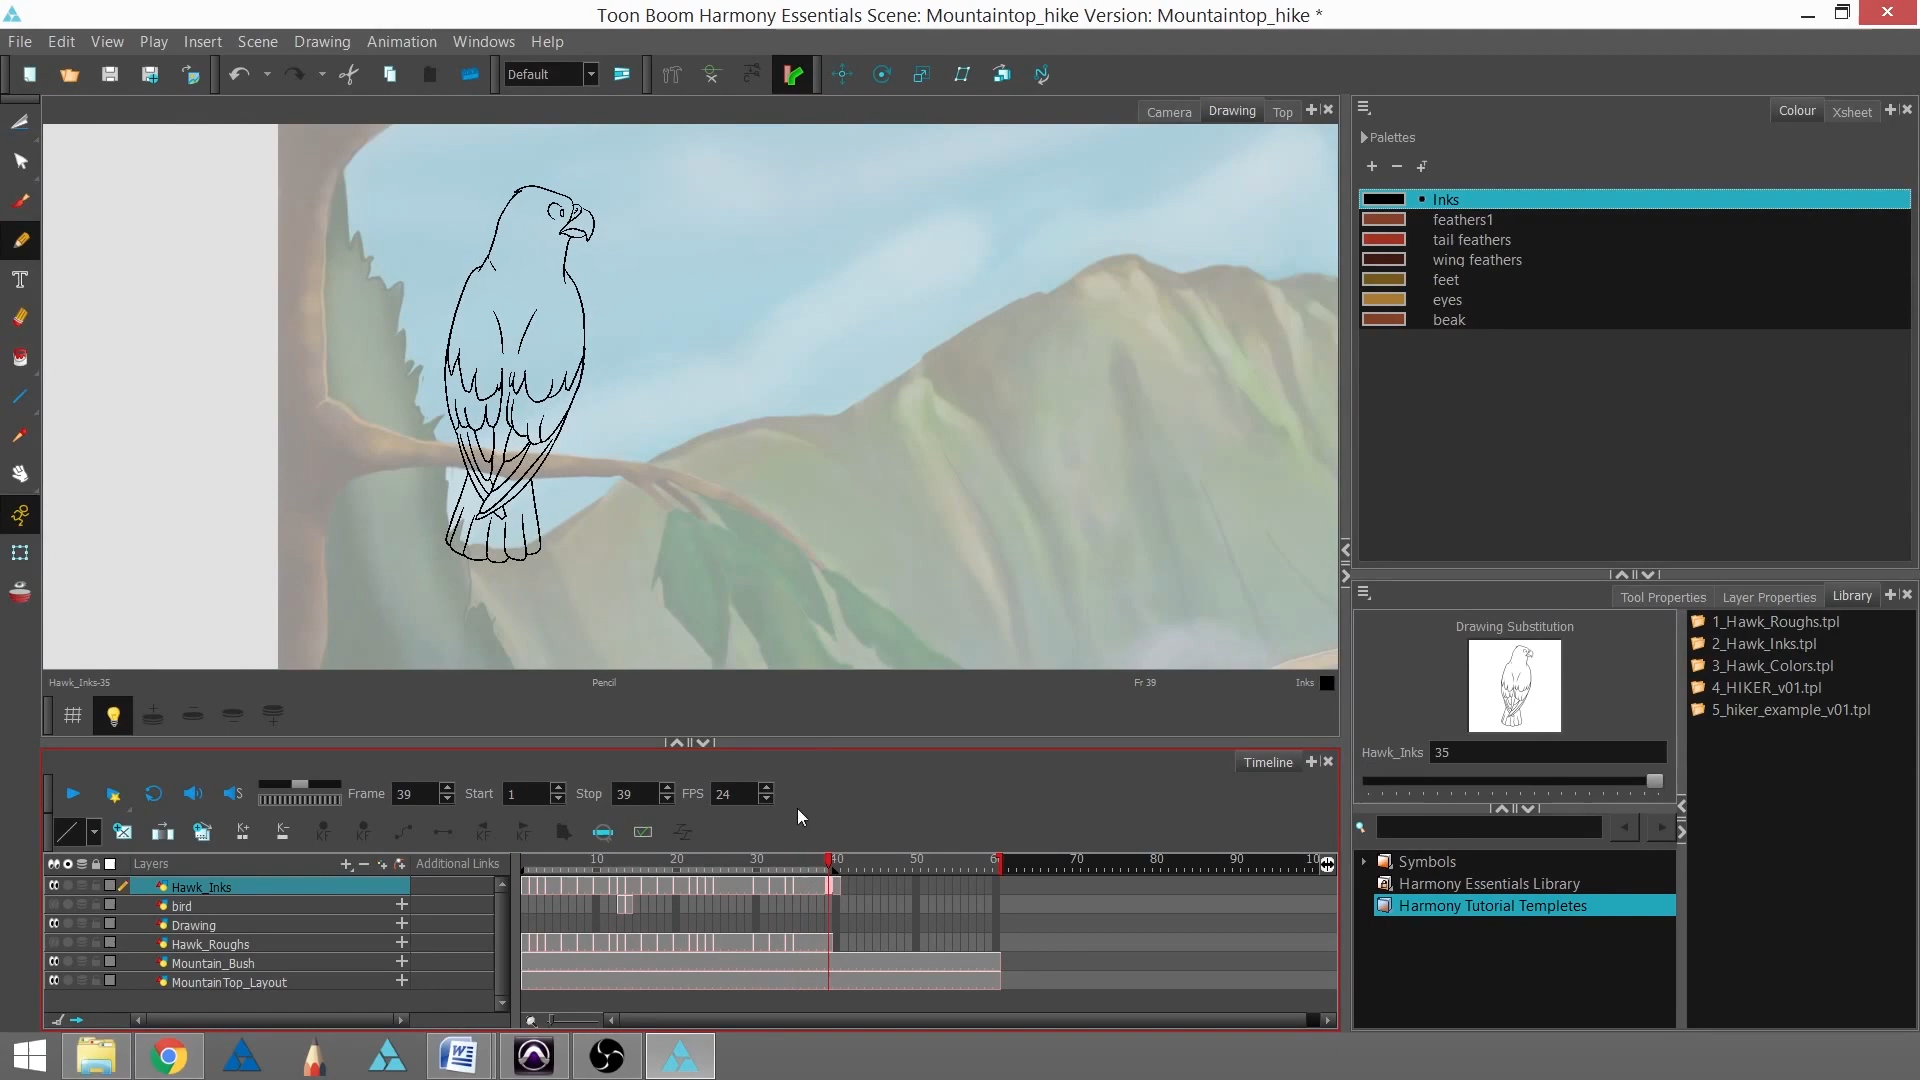 Toon Boom Harmony Essentials Scene: Mountaintop_hike Version: Mountaintop_hike *
File Edit View Play Insert Scene Drawing Animation Windows Help
Default
Camera Drawing Top
Colour Xsheet
Palettes
Inks
feathers1
tail feathers
wing feathers
feet
eyes
beak
Hawk_Inks-35 Pencil Fr 39 Inks
Tool Properties Layer Properties Library
Drawing Substitution
Hawk_Inks 35
1_Hawk_Roughs.tpl
2_Hawk_Inks.tpl
3_Hawk_Colors.tpl
4_HIKER_v01.tpl
5_hiker_example_v01.tpl
Symbols
Harmony Essentials Library
Harmony Tutorial Templetes
Timeline
Frame 39 Start 1 Stop 39 FPS 24
KF KF KF KF
Layers Additional Links
10 20 30 40 50 70 80 90
Hawk_Inks
bird
Drawing
Hawk_Roughs
Mountain_Bush
MountainTop_Layout